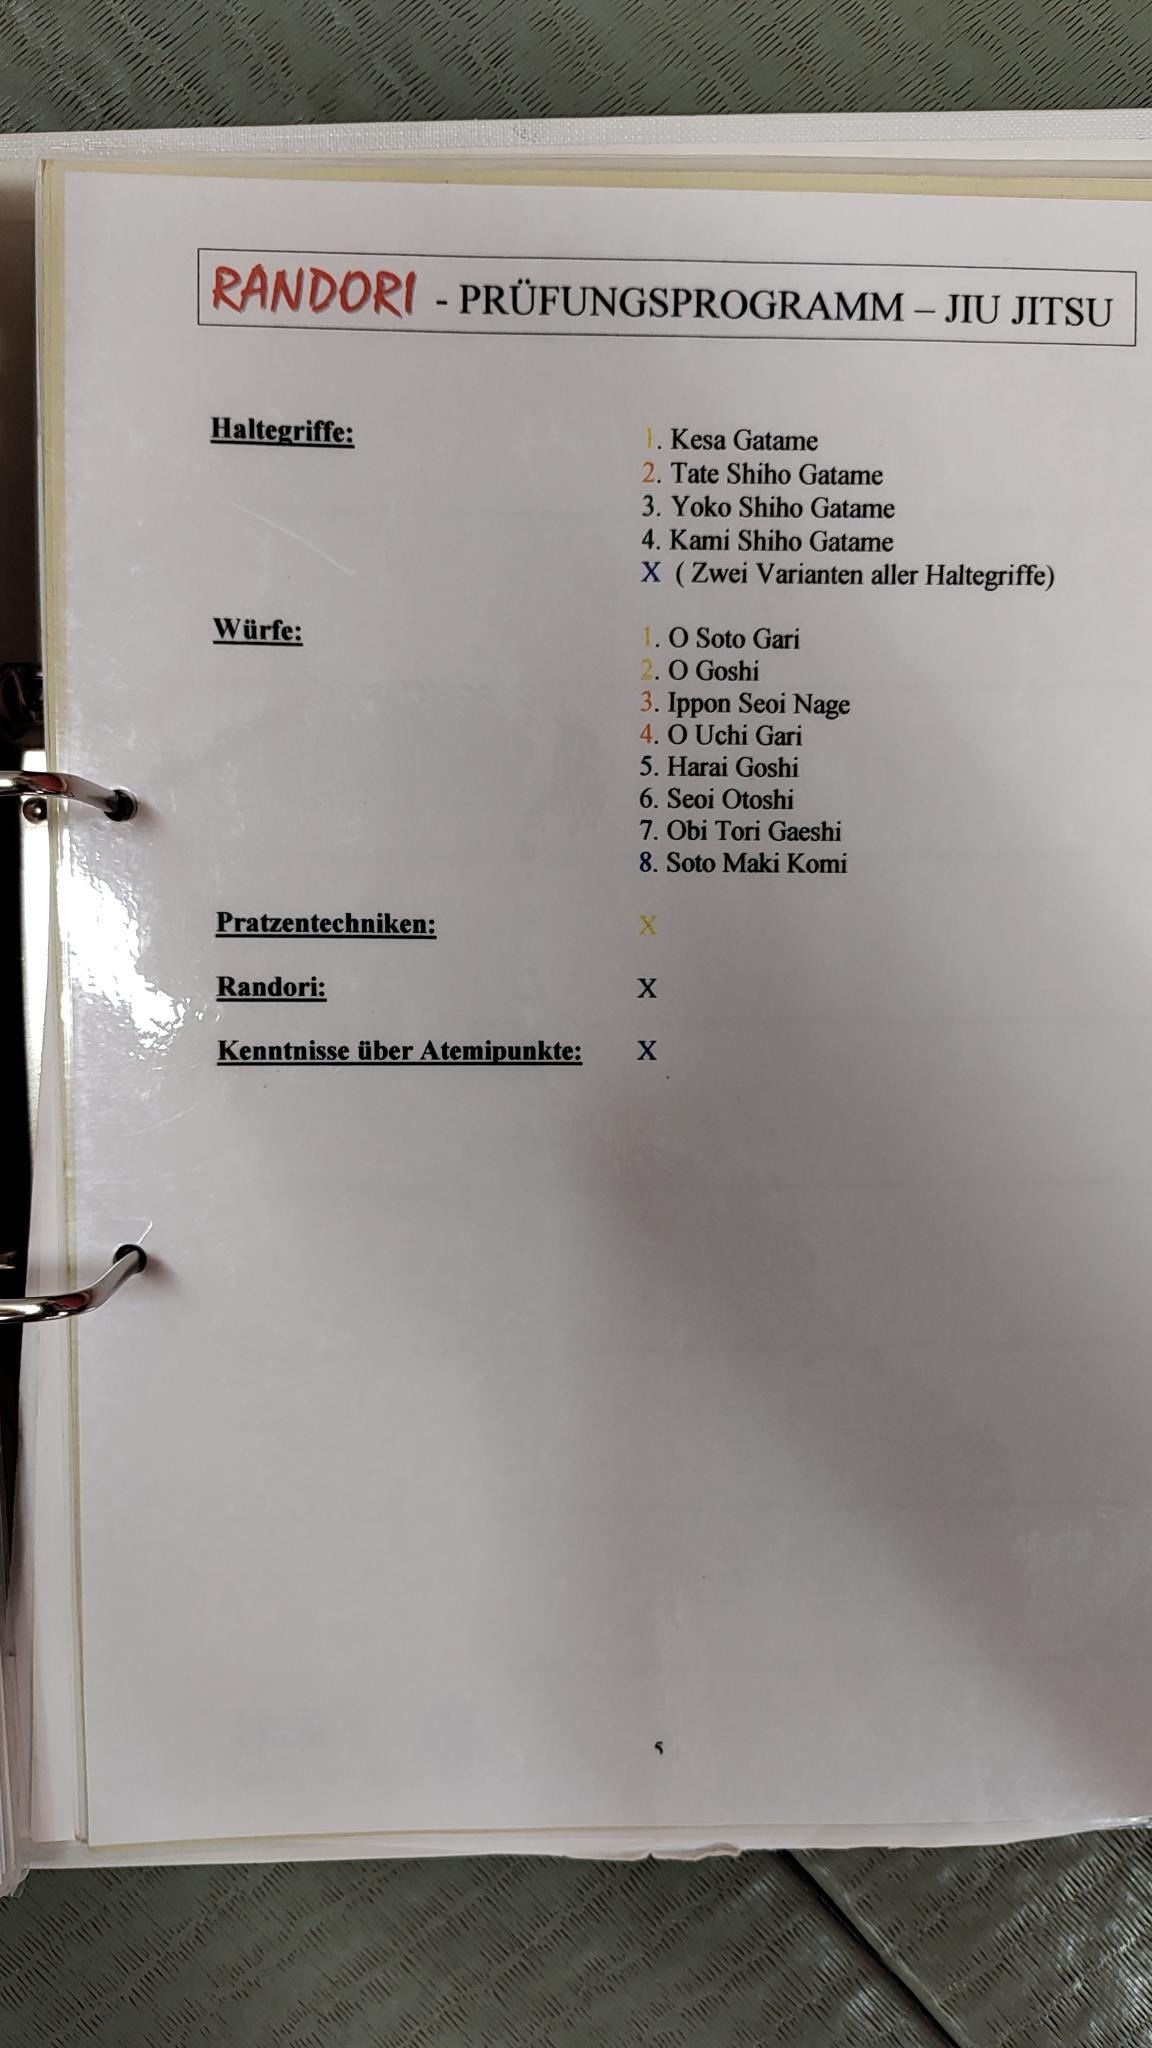 RANDORI - PRÜFUNGSPROGRAMM – JIU JITSU
Haltegriffe: 1. Kesa Gatame
2. Tate Shiho Gatame
3. Yoko Shiho Gatame
4. Kami Shiho Gatame
X ( Zwei Varianten aller Haltegriffe)
Würfe: 1. O Soto Gari
2. O Goshi
3. Ippon Seoi Nage
4. O Uchi Gari
5. Harai Goshi
6. Seoi Otoshi
7. Obi Tori Gaeshi
8. Soto Maki Komi
Pratzentechniken: X
Randori: X
Kenntnisse über Atemipunkte: X
5